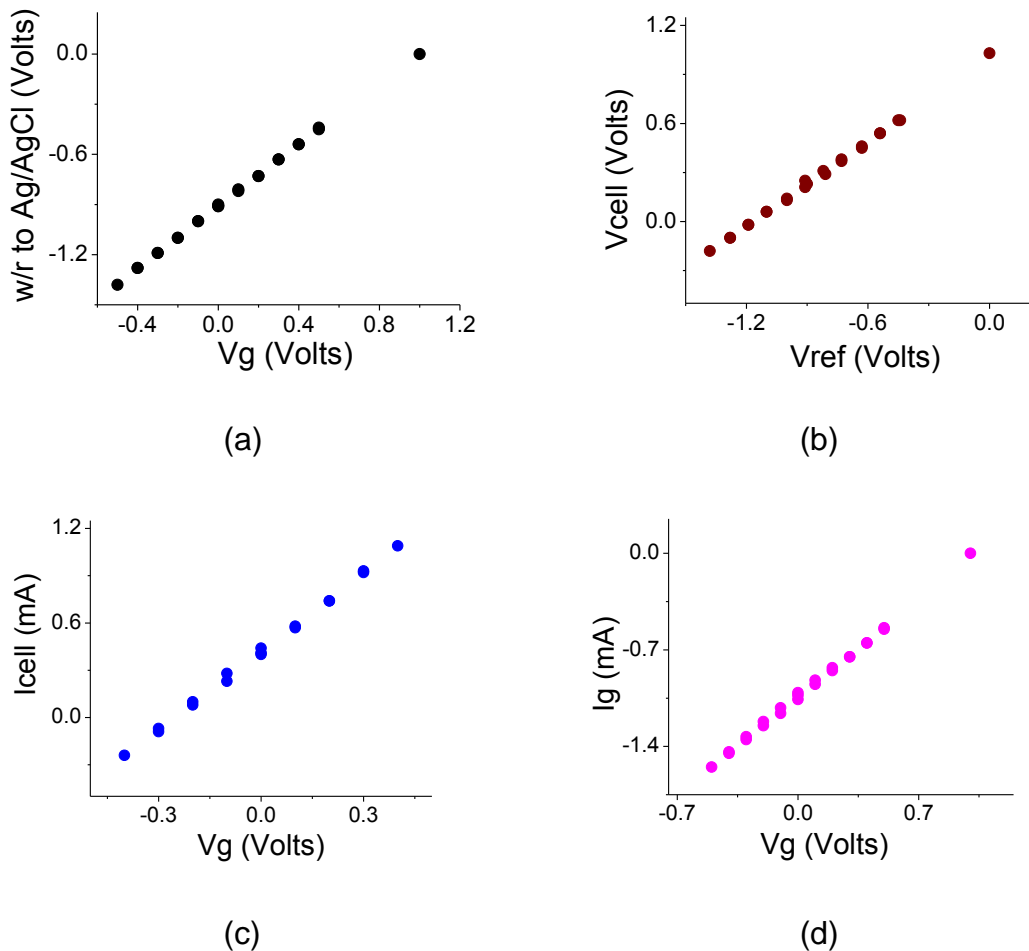 w/r to Ag/AgCl (Volts)
0.0
-0.6
-1.2
-0.4
0.0
0.4
0.8
1.2
Vg (Volts)
(a)
Vcell (Volts)
1.2
0.6
0.0
-1.2
-0.6
0.0
Vref (Volts)
(b)
Icell (mA)
1.2
0.6
0.0
-0.3
0.0
0.3
Vg (Volts)
(c)
Ig (mA)
0.0
-0.7
-1.4
-0.7
0.0
0.7
Vg (Volts)
(d)